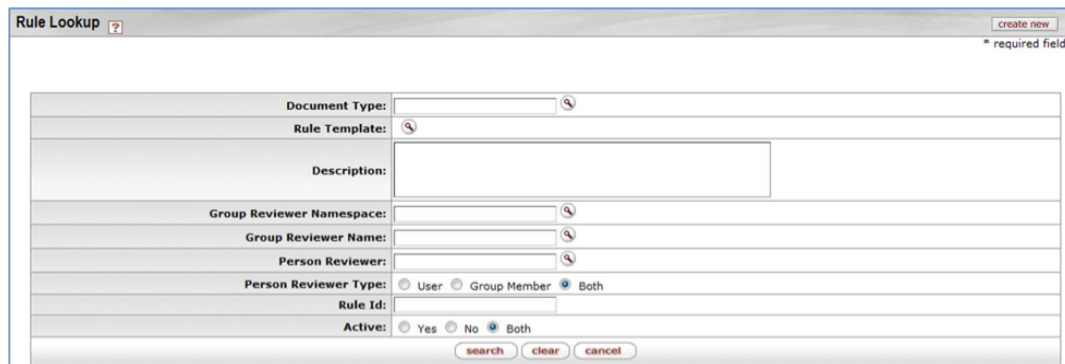 Rule Lookup ? create new
* required field
Document Type:
Rule Template:
Description:
Group Reviewer Namespace:
Group Reviewer Name:
Person Reviewer:
Person Reviewer Type: User Group Member Both
Rule Id:
Active: Yes No Both
search clear cancel